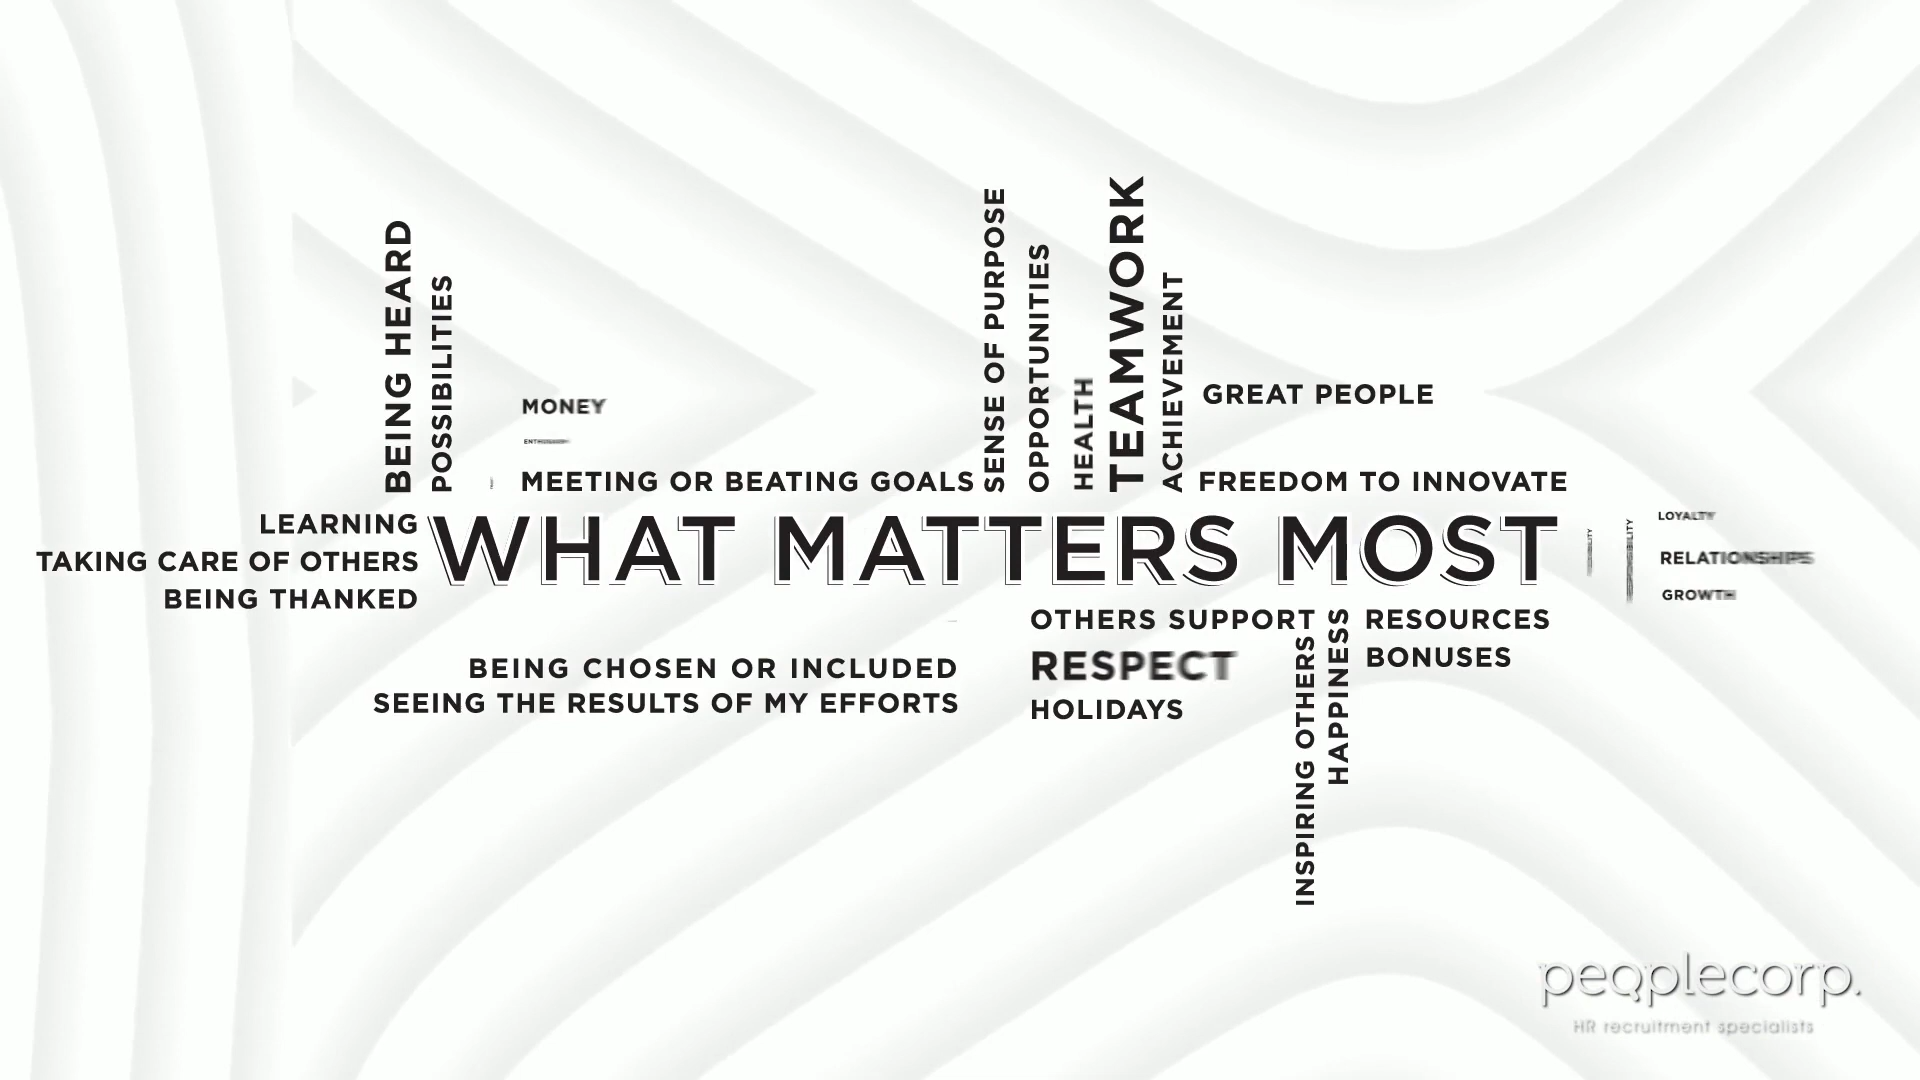 BEING HEARD
POSSIBILITIES
MONEY
MEETING OR BEATING GOALS
SENSE OF PURPOSE
OPPORTUNITIES
HEALTH
TEAMWORK
ACHIEVEMENT
GREAT PEOPLE
FREEDOM TO INNOVATE
LEARNING
TAKING CARE OF OTHERS
BEING THANKED
WHAT MATTERS MOST
LOYALTY
RELATIONSHIPS
GROWTH
BEING CHOSEN OR INCLUDED
SEEING THE RESULTS OF MY EFFORTS
OTHERS SUPPORT
RESPECT
HOLIDAYS
INSPIRING OTHERS
HAPPINESS
RESOURCES
BONUSES
peoplecorp.
HR recruitment specialists